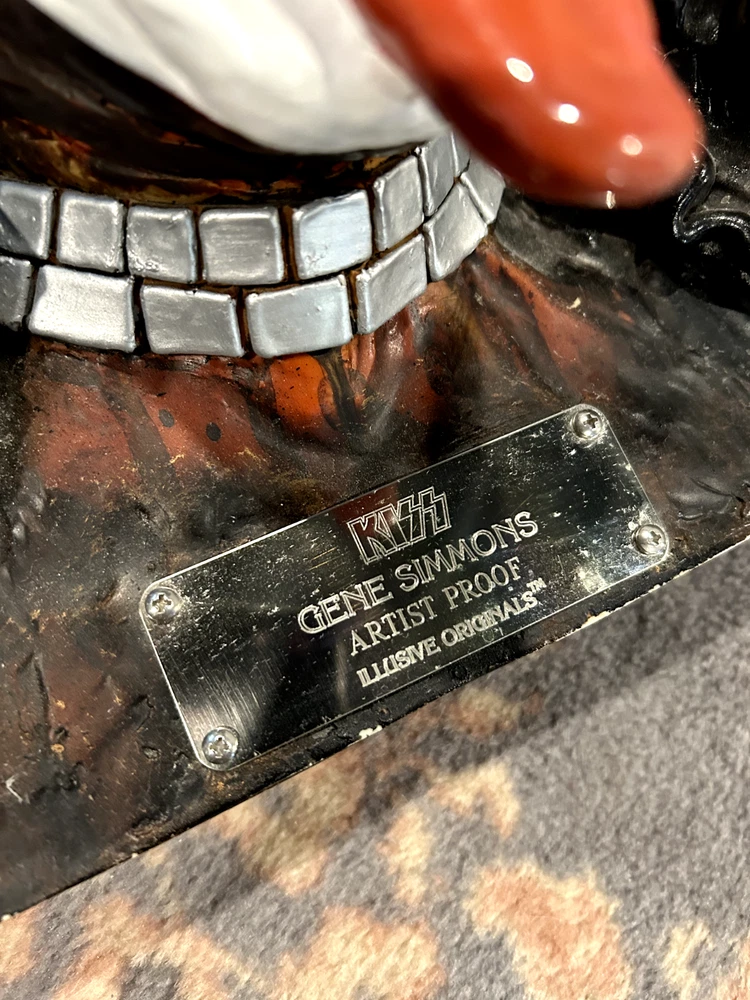 KISS
GENE SIMMONS
ARTIST PROOF
ILLUSIVE ORIGINALS™